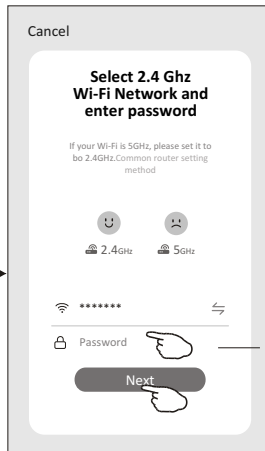 Cancel
Select 2.4 Ghz
Wi-Fi Network and
enter password
If your Wi-Fi is 5GHz, please set it to
bo 2.4GHz.Common router setting
method
2.4GHz 5GHz
*******
Password
Next